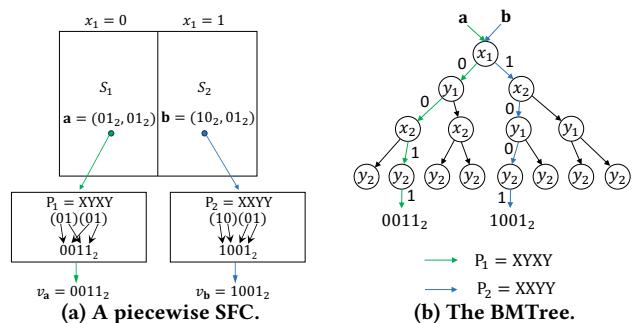 x₁ = 0 x₁ = 1
S₁ S₂
a = (01₂, 01₂) b = (10₂, 01₂)
P₁ = XYXY P₂ = XXYY
(01)(01) (10)(01)
0011₂ 1001₂
vₐ = 0011₂ v_b = 1001₂
(a) A piecewise SFC.
a b
x₁
0 1
y₁ x₂
0 0
x₂ x₂ y₁ y₁
1 0
y₂ y₂ y₂ y₂ y₂ y₂ y₂
1 1
0011₂ 1001₂
P₁ = XYXY
P₂ = XXYY
(b) The BMTree.